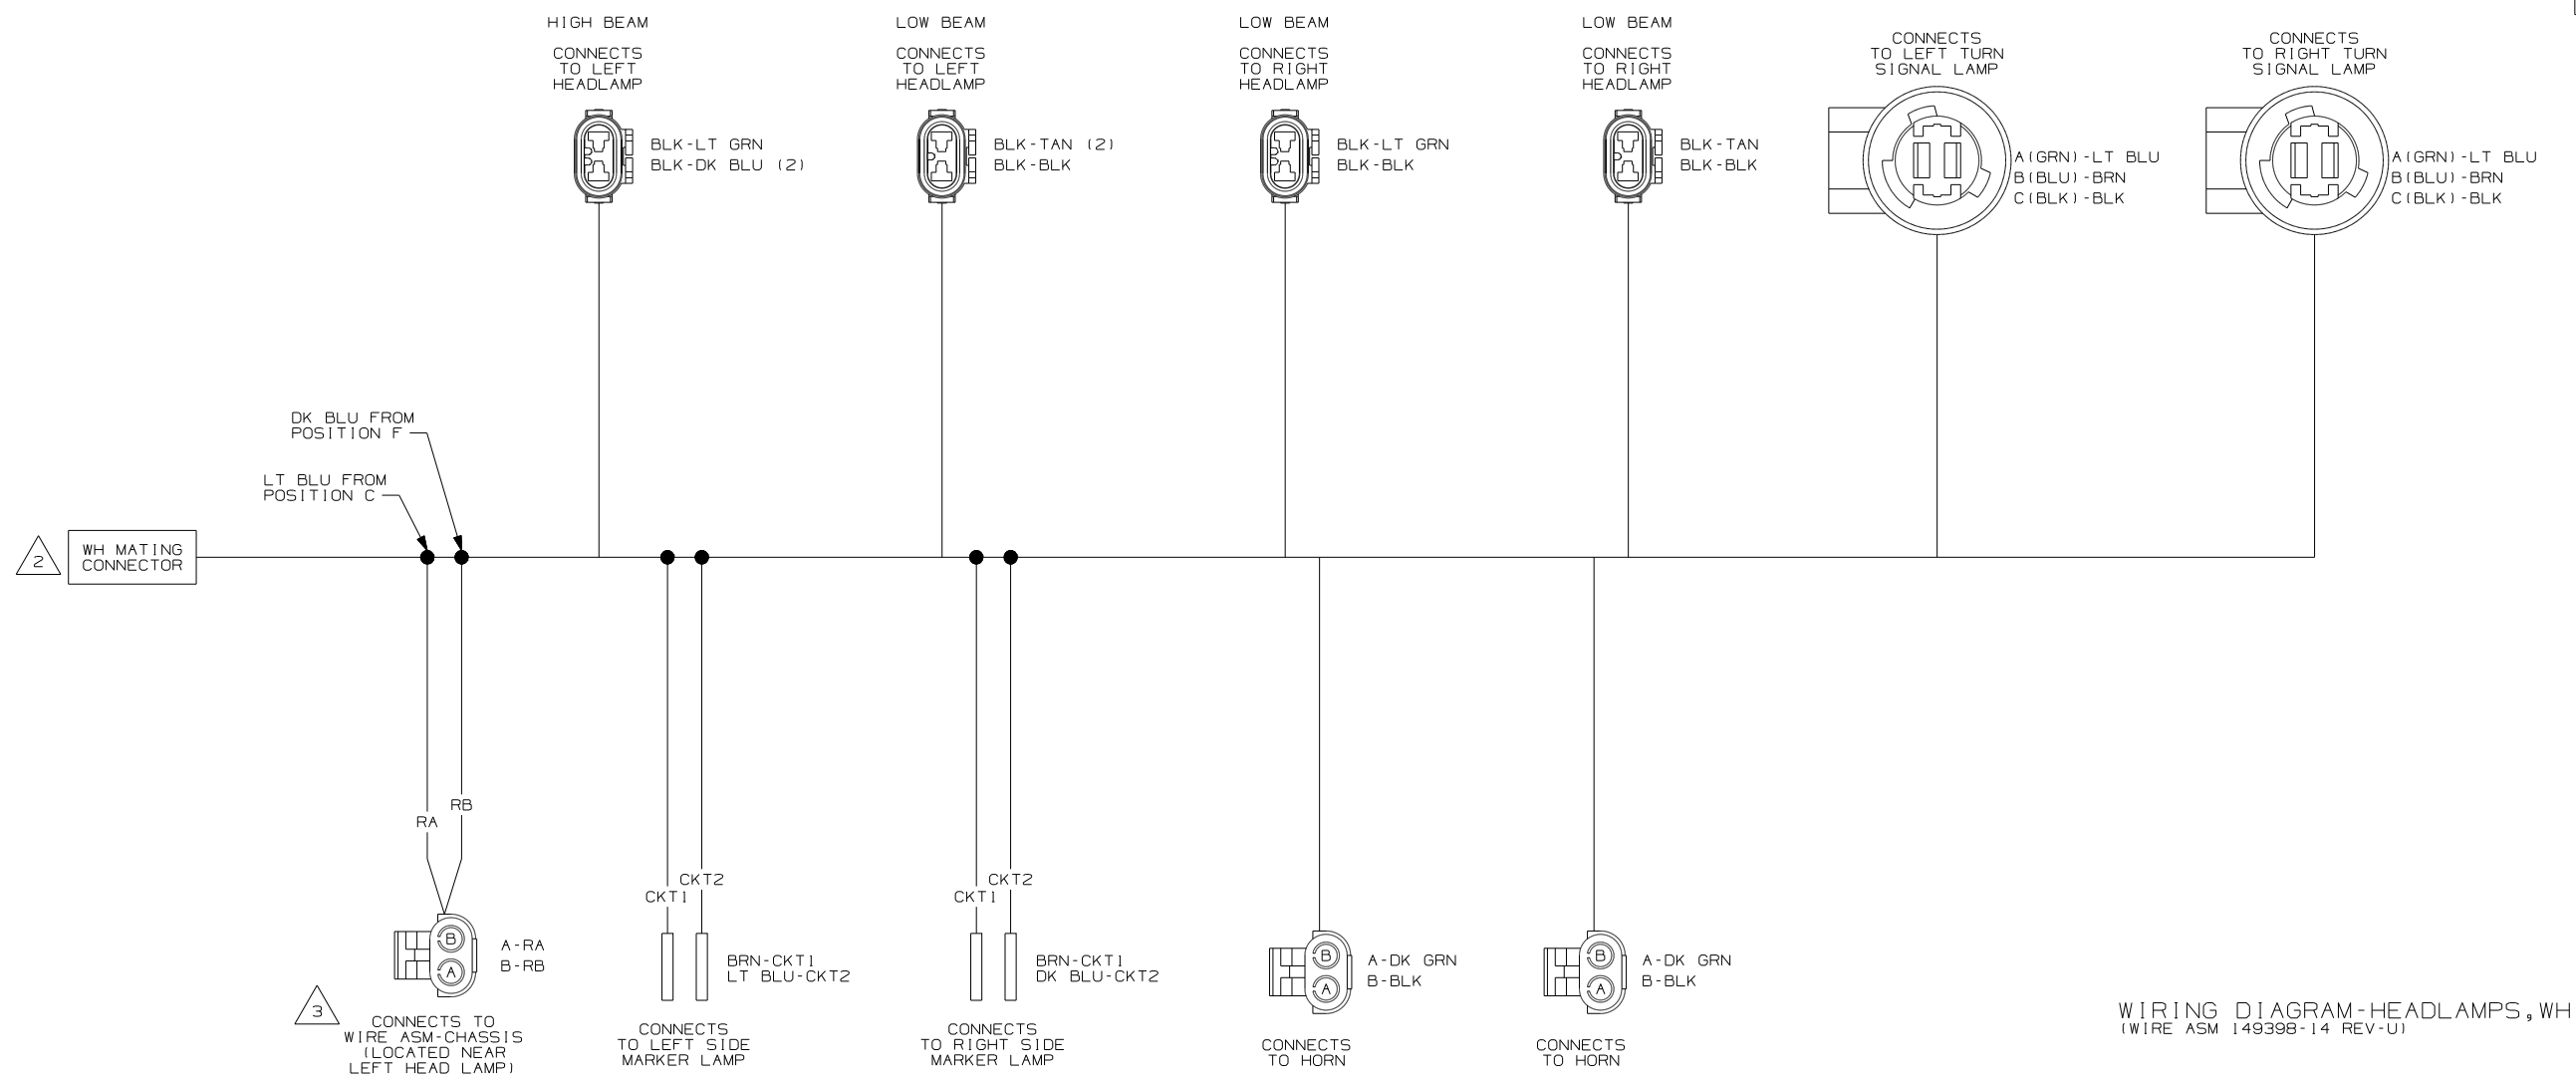 HIGH BEAM
CONNECTS
TO LEFT
HEADLAMP
BLK-LT GRN
BLK-DK BLU (2)
LOW BEAM
CONNECTS
TO LEFT
HEADLAMP
BLK-TAN (2)
BLK-BLK
LOW BEAM
CONNECTS
TO RIGHT
HEADLAMP
BLK-LT GRN
BLK-BLK
LOW BEAM
CONNECTS
TO RIGHT
HEADLAMP
BLK-TAN
BLK-BLK
CONNECTS
TO LEFT TURN
SIGNAL LAMP
A(GRN)-LT BLU
B(BLU)-BRN
C(BLK)-BLK
CONNECTS
TO RIGHT TURN
SIGNAL LAMP
A(GRN)-LT BLU
B(BLU)-BRN
C(BLK)-BLK
DK BLU FROM
POSITION F
LT BLU FROM
POSITION C
2
WH MATING
CONNECTOR
RB
RA
B
A
A-RA
B-RB
3
CONNECTS TO
WIRE ASM-CHASSIS
(LOCATED NEAR
LEFT HEAD LAMP)
CKT2
CKT1
BRN-CKT1
LT BLU-CKT2
CONNECTS
TO LEFT SIDE
MARKER LAMP
CKT2
CKT1
BRN-CKT1
DK BLU-CKT2
CONNECTS
TO RIGHT SIDE
MARKER LAMP
B
A
A-DK GRN
B-BLK
CONNECTS
TO HORN
B
A
A-DK GRN
B-BLK
CONNECTS
TO HORN
WIRING DIAGRAM-HEADLAMPS,WH
(WIRE ASM 149398-14 REV-U)